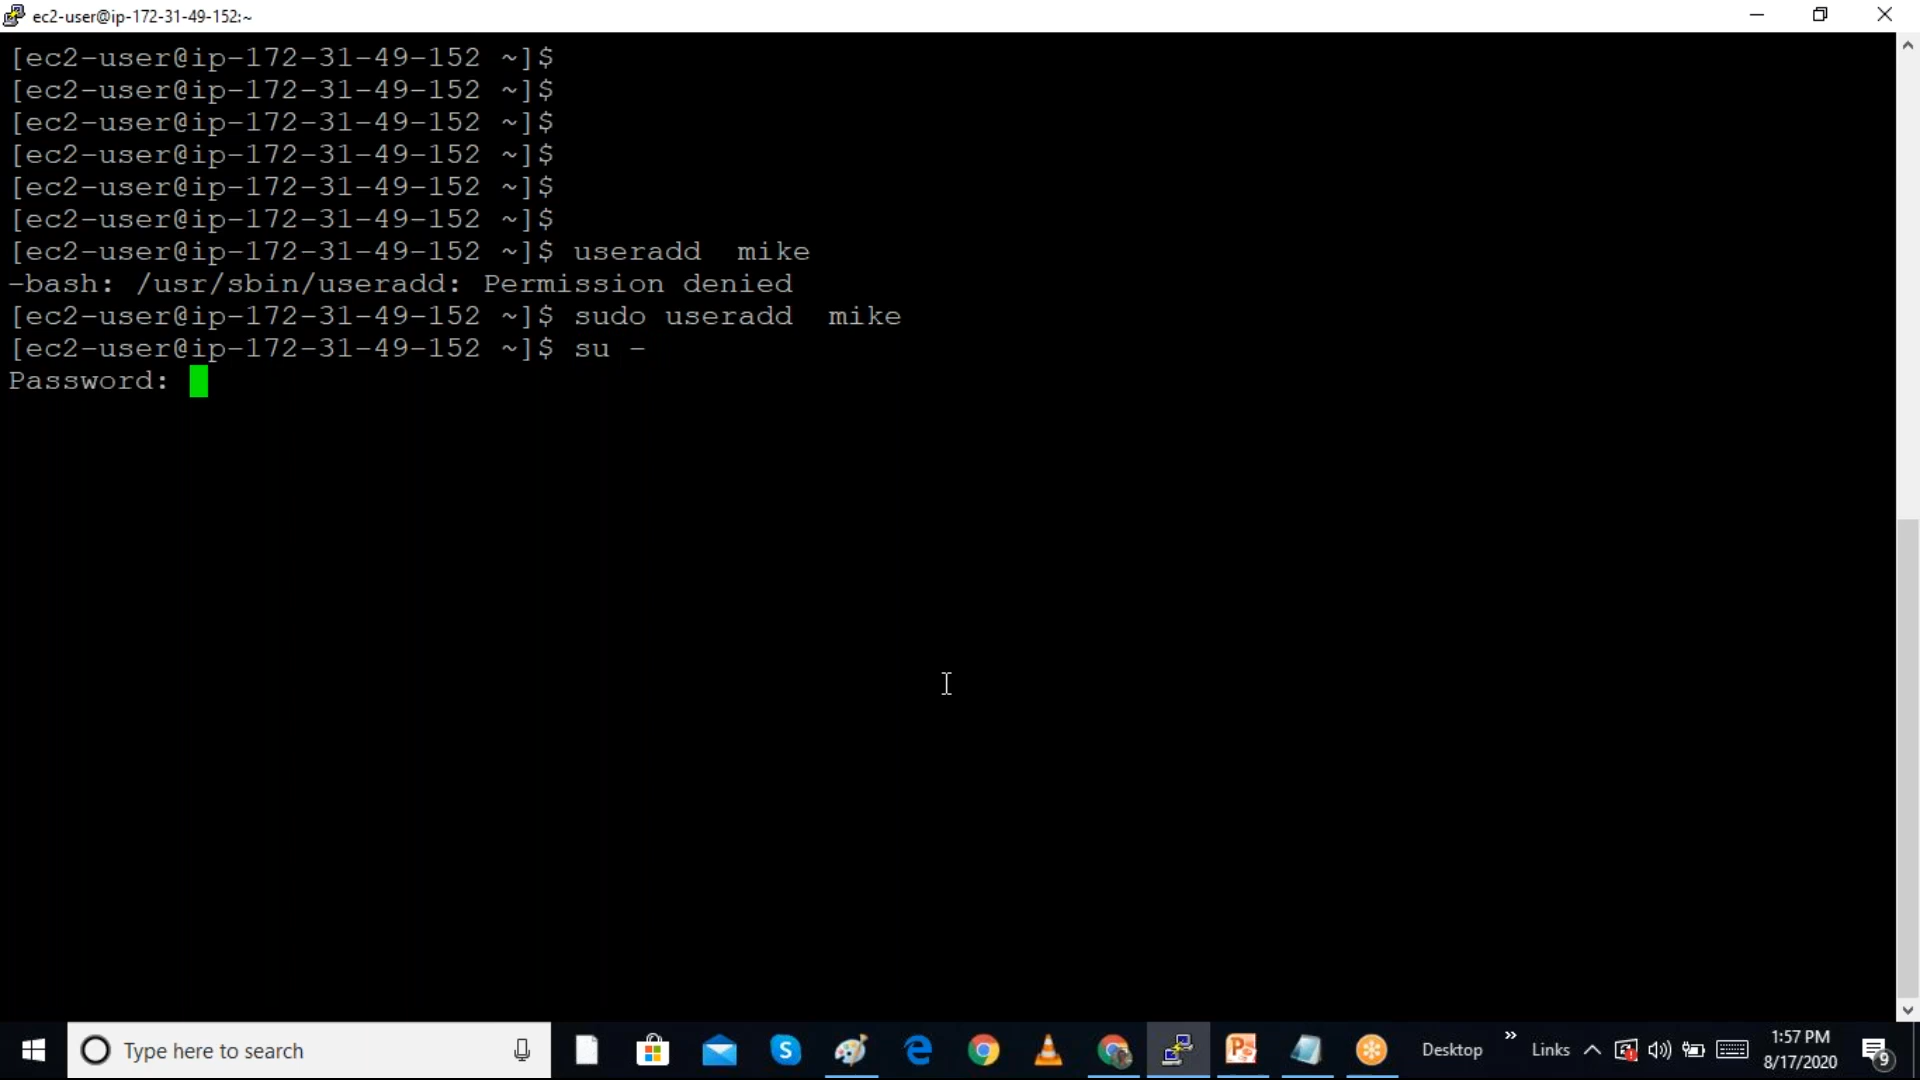 ec2-user@ip-172-31-49-152:~
[ec2-user@ip-172-31-49-152 ~]$
[ec2-user@ip-172-31-49-152 ~]$
[ec2-user@ip-172-31-49-152 ~]$
[ec2-user@ip-172-31-49-152 ~]$
[ec2-user@ip-172-31-49-152 ~]$
[ec2-user@ip-172-31-49-152 ~]$
[ec2-user@ip-172-31-49-152 ~]$ useradd  mike
-bash: /usr/sbin/useradd: Permission denied
[ec2-user@ip-172-31-49-152 ~]$ sudo useradd  mike
[ec2-user@ip-172-31-49-152 ~]$ su -
Password:
Type here to search
Desktop
Links
1:57 PM
8/17/2020
9